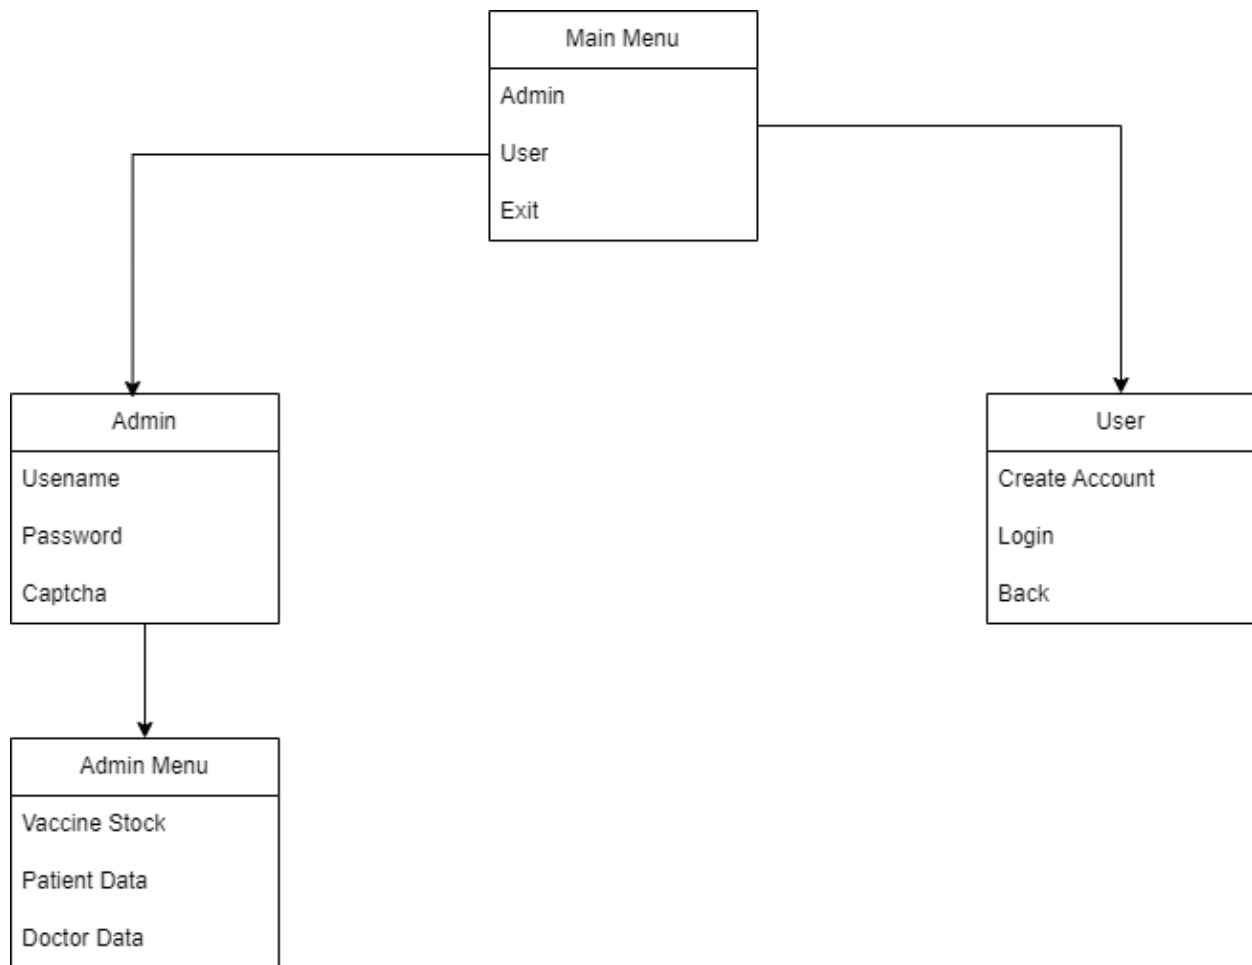 Main Menu
Admin
User
Exit
Admin
Usename
Password
Captcha
User
Create Account
Login
Back
Admin Menu
Vaccine Stock
Patient Data
Doctor Data